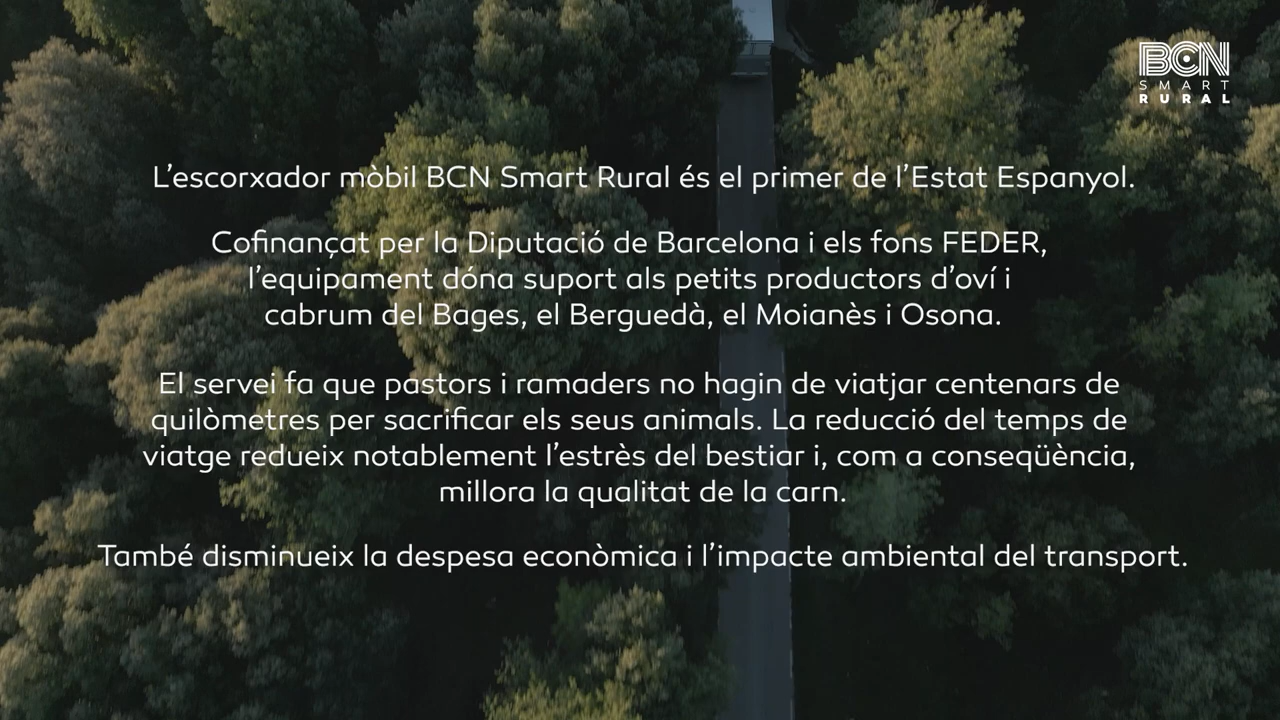 BCN
SMART
RURAL
L’escorxador mòbil BCN Smart Rural és el primer de l’Estat Espanyol.
Cofinançat per la Diputació de Barcelona i els fons FEDER,
l’equipament dóna suport als petits productors d’oví i
cabrum del Bages, el Berguedà, el Moianès i Osona.
El servei fa que pastors i ramaders no hagin de viatjar centenars de
quilòmetres per sacrificar els seus animals. La reducció del temps de
viatge redueix notablement l’estrès del bestiar i, com a conseqüència,
millora la qualitat de la carn.
També disminueix la despesa econòmica i l’impacte ambiental del transport.